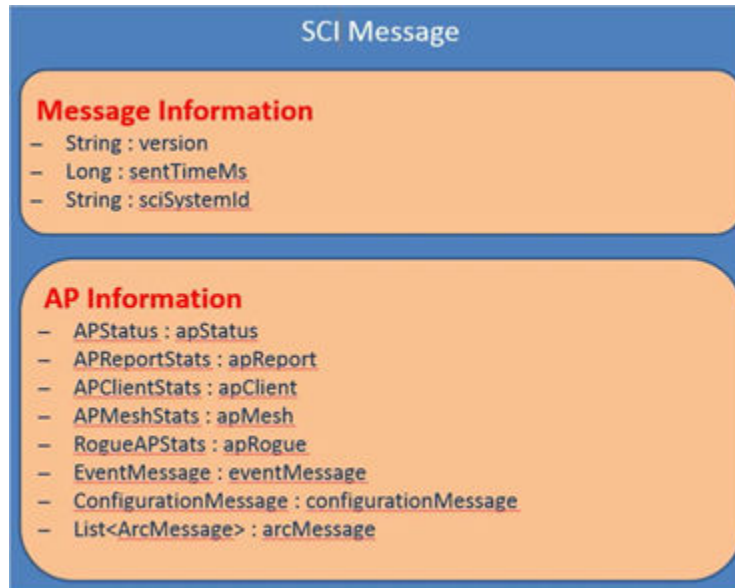 SCI Message
Message Information
– String : version
– Long : sentTimeMs
– String : sciSystemId
AP Information
– APStatus : apStatus
– APReportStats : apReport
– APClientStats : apClient
– APMeshStats : apMesh
– RogueAPStats : apRogue
– EventMessage : eventMessage
– ConfigurationMessage : configurationMessage
– List<ArcMessage> : arcMessage